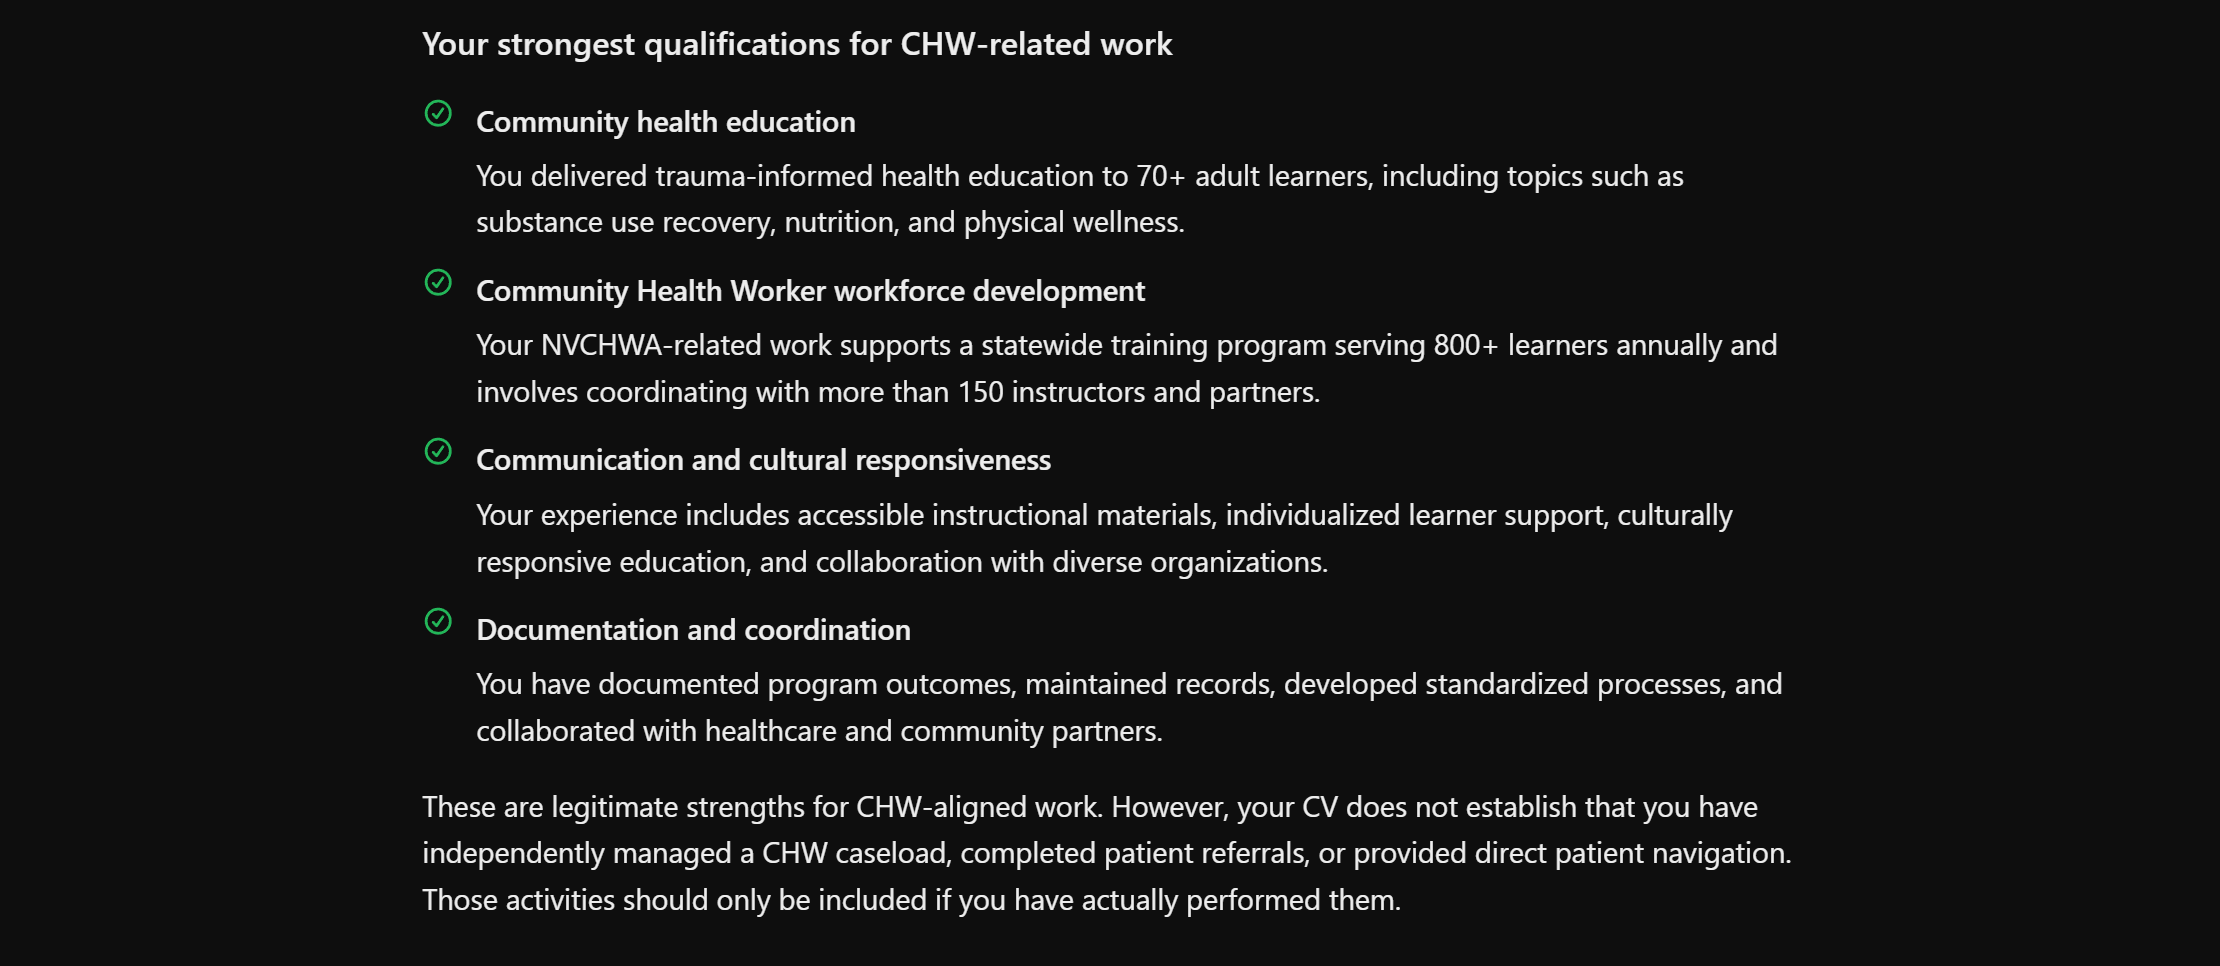 Your strongest qualifications for CHW-related work
Community health education
You delivered trauma-informed health education to 70+ adult learners, including topics such as
substance use recovery, nutrition, and physical wellness.
Community Health Worker workforce development
Your NVCHWA-related work supports a statewide training program serving 800+ learners annually and
involves coordinating with more than 150 instructors and partners.
Communication and cultural responsiveness
Your experience includes accessible instructional materials, individualized learner support, culturally
responsive education, and collaboration with diverse organizations.
Documentation and coordination
You have documented program outcomes, maintained records, developed standardized processes, and
collaborated with healthcare and community partners.
These are legitimate strengths for CHW-aligned work. However, your CV does not establish that you have
independently managed a CHW caseload, completed patient referrals, or provided direct patient navigation.
Those activities should only be included if you have actually performed them.